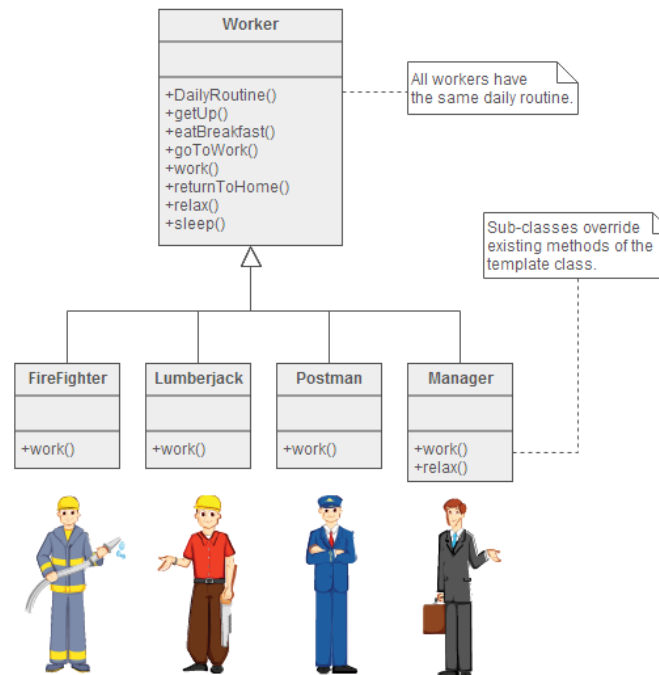 Worker
+DailyRoutine()
+getUp()
+eatBreakfast()
+goToWork()
+work()
+returnToHome()
+relax()
+sleep()
All workers have
the same daily routine.
Sub-classes override
existing methods of the
template class.
FireFighter
+work()
Lumberjack
+work()
Postman
+work()
Manager
+work()
+relax()